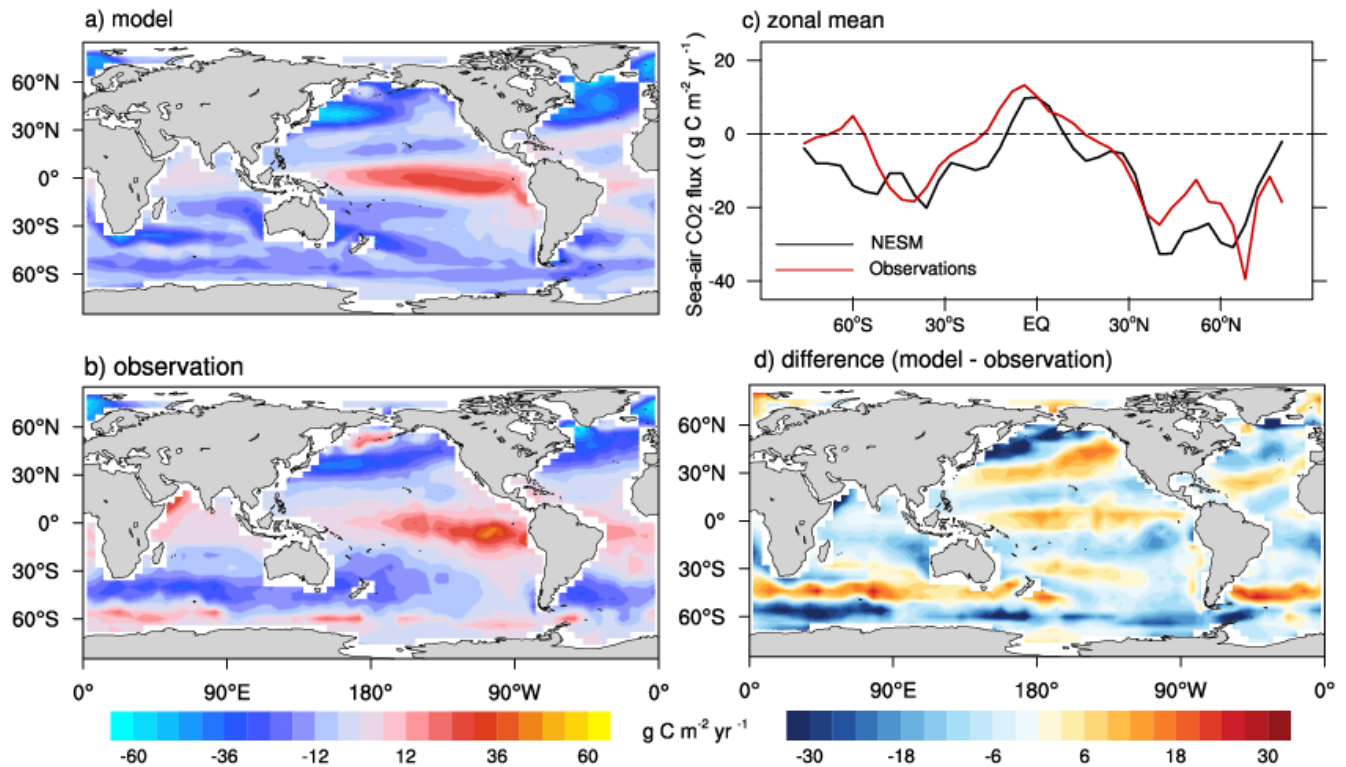 a) model
60°N
30°N
0°
30°S
60°S
c) zonal mean
Sea-air CO2 flux ( g C m⁻² yr ⁻¹)
20
0
-20
-40
NESM
Observations
60°S
30°S
EQ
30°N
60°N
b) observation
60°N
30°N
0°
30°S
60°S
0°
90°E
180°
90°W
0°
d) difference (model - observation)
60°N
30°N
0°
30°S
60°S
0°
90°E
180°
90°W
0°
-60
-36
-12
12
36
60
g C m⁻² yr ⁻¹
-30
-18
-6
6
18
30